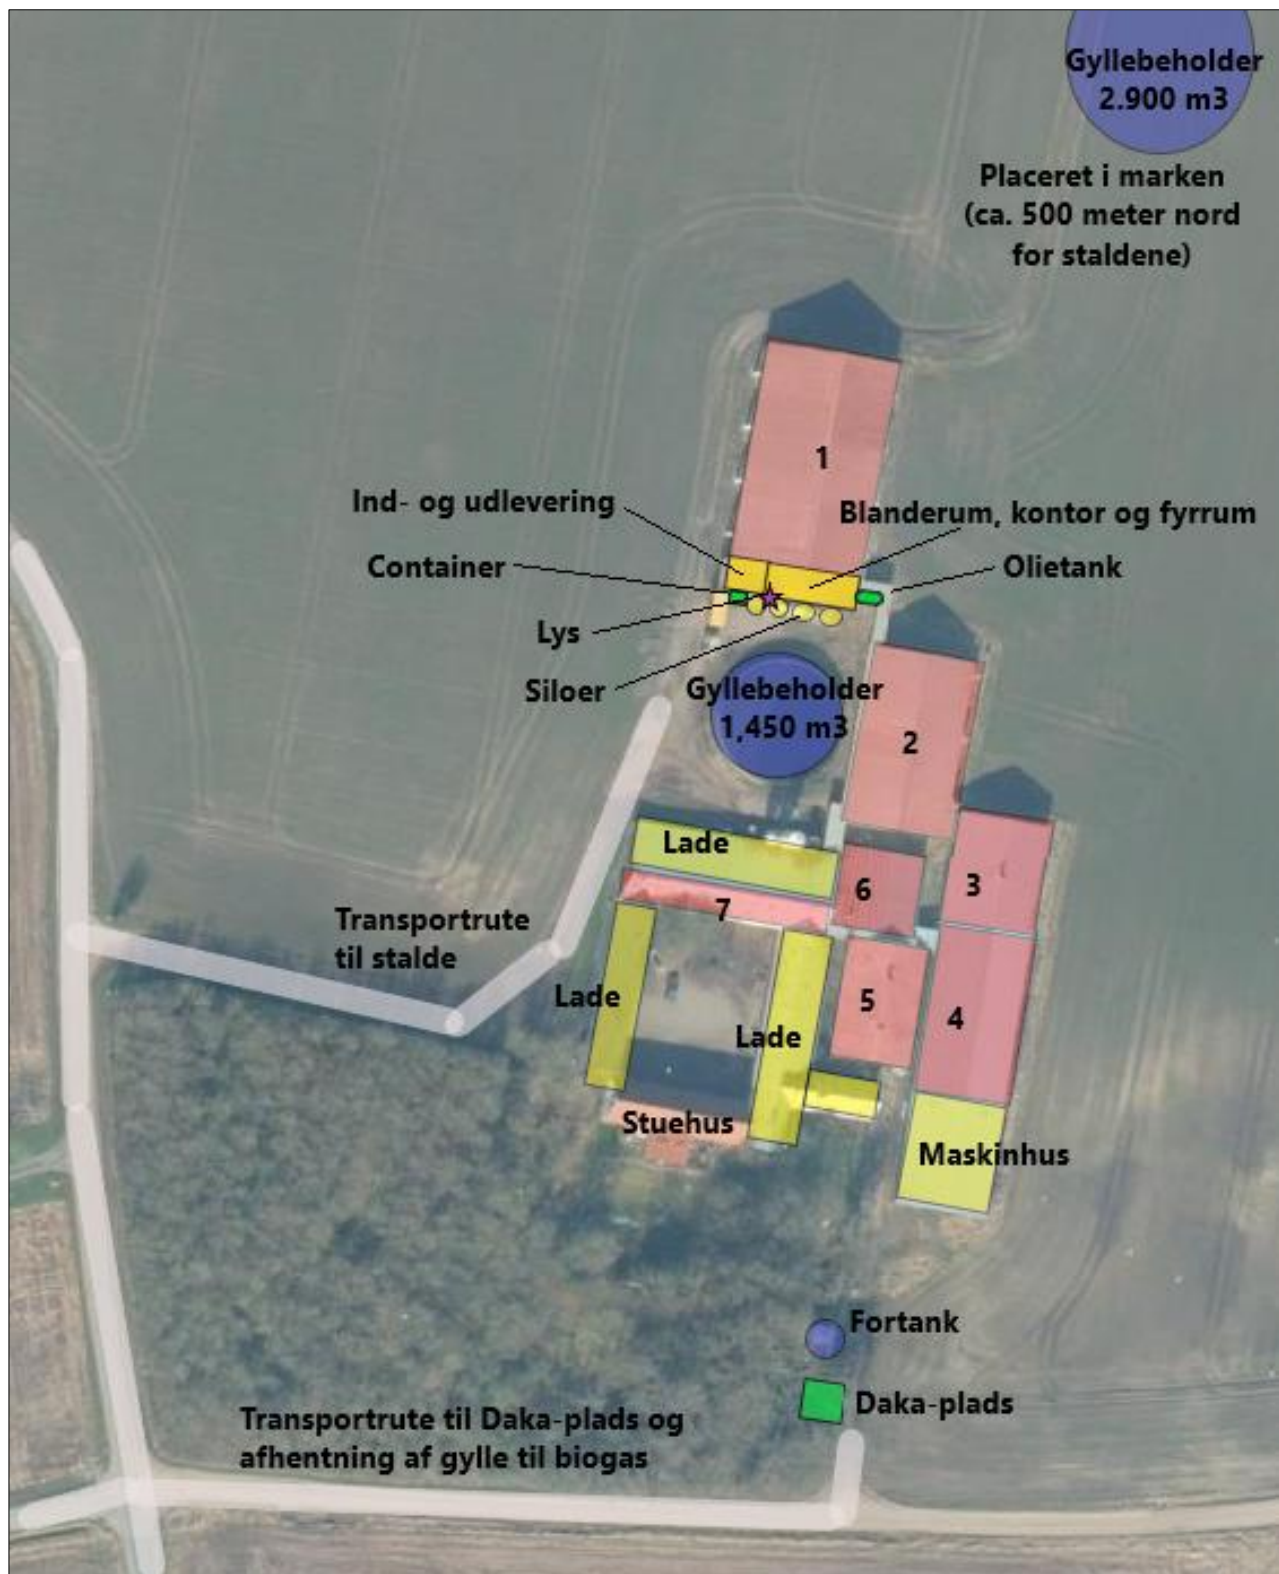 Gyllebeholder
2.900 m3
Placeret i marken
(ca. 500 meter nord
for staldene)
1
Ind- og udlevering
Blanderum, kontor og fyrrum
Container
Olietank
Lys
Siloer
Gyllebeholder
1,450 m3
2
Lade
6
3
7
Transportrute
til stalde
Lade
5
4
Lade
Stuehus
Maskinhus
Fortank
Daka-plads
Transportrute til Daka-plads og
afhentning af gylle til biogas